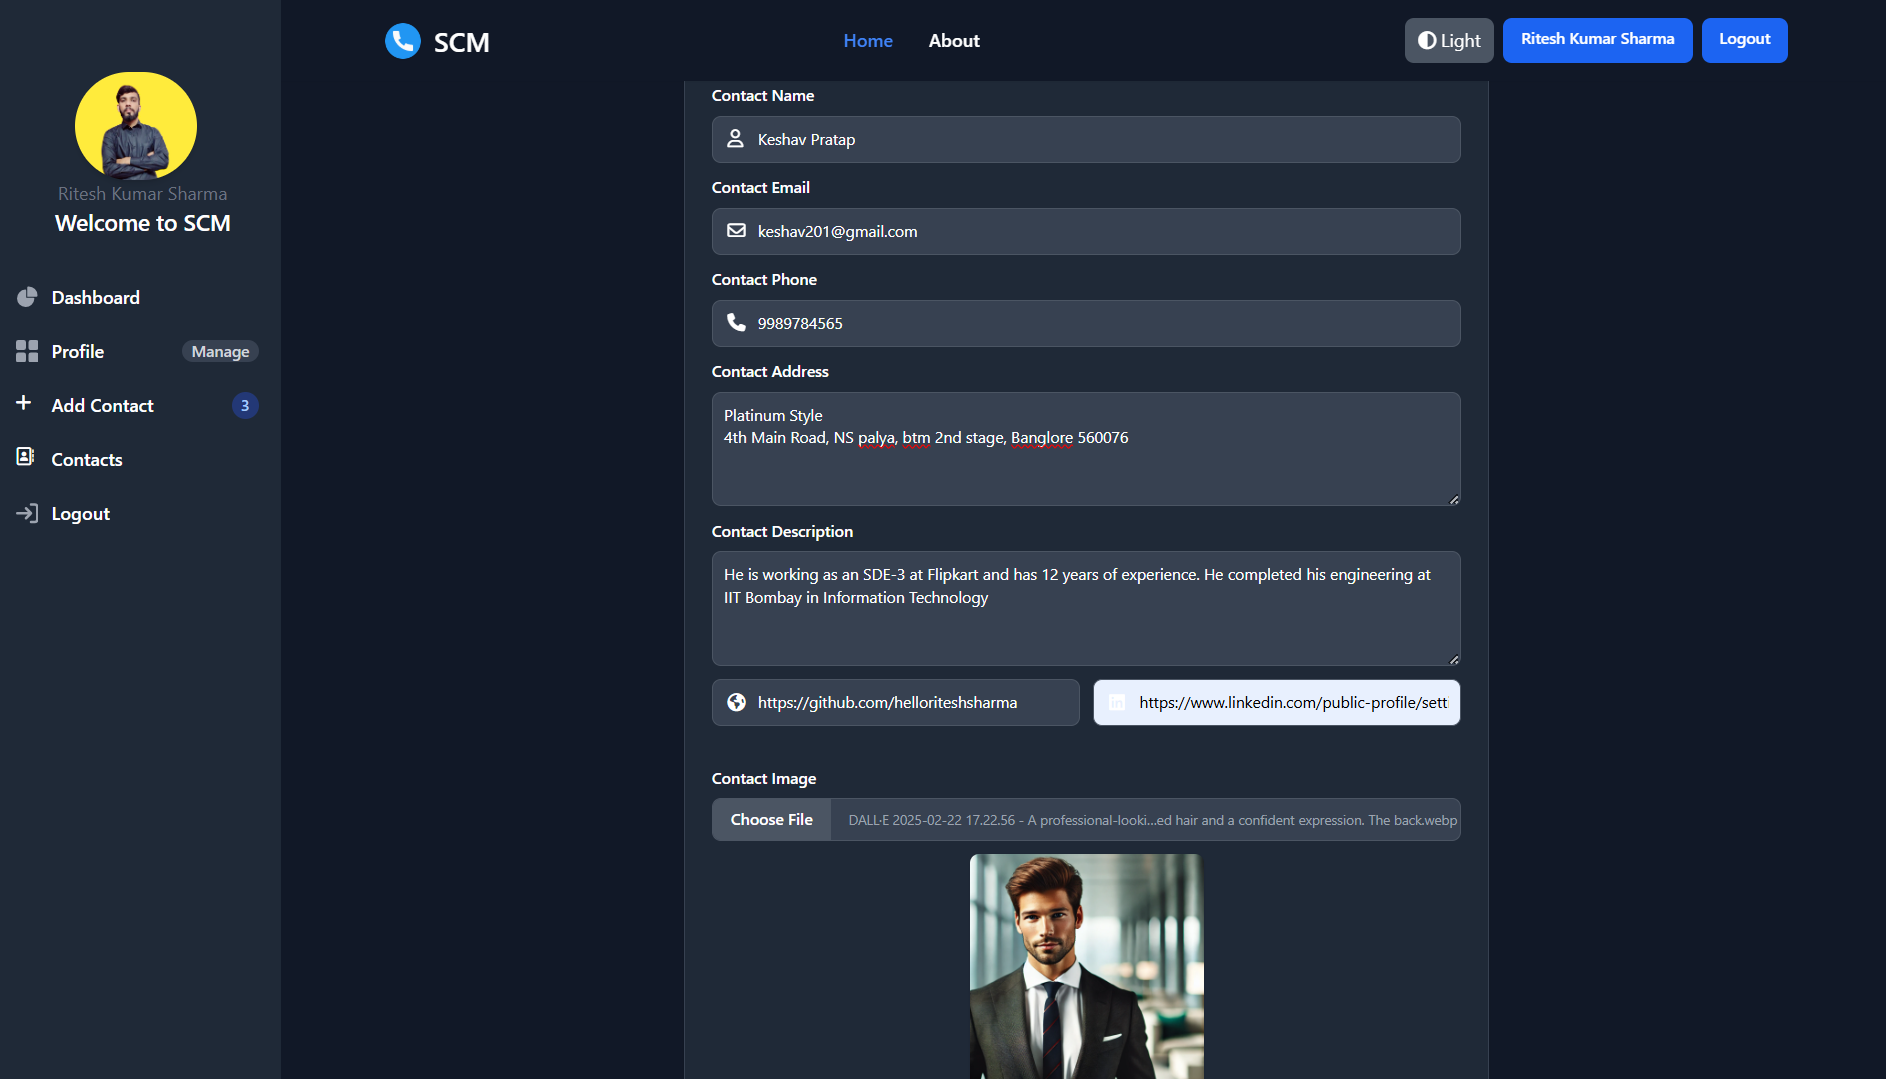 SCM
Home
About
Light
Ritesh Kumar Sharma
Logout
Ritesh Kumar Sharma
Welcome to SCM
Dashboard
Profile
Manage
Add Contact
3
Contacts
Logout
Contact Name
Keshav Pratap
Contact Email
keshav201@gmail.com
Contact Phone
9989784565
Contact Address
Platinum Style
4th Main Road, NS palya, btm 2nd stage, Banglore 560076
Contact Description
He is working as an SDE-3 at Flipkart and has 12 years of experience. He completed his engineering at
IIT Bombay in Information Technology
https://github.com/helloriteshsharma
https://www.linkedin.com/public-profile/setti
Contact Image
Choose File
DALL·E 2025-02-22 17.22.56 - A professional-looki...ed hair and a confident expression. The back.webp